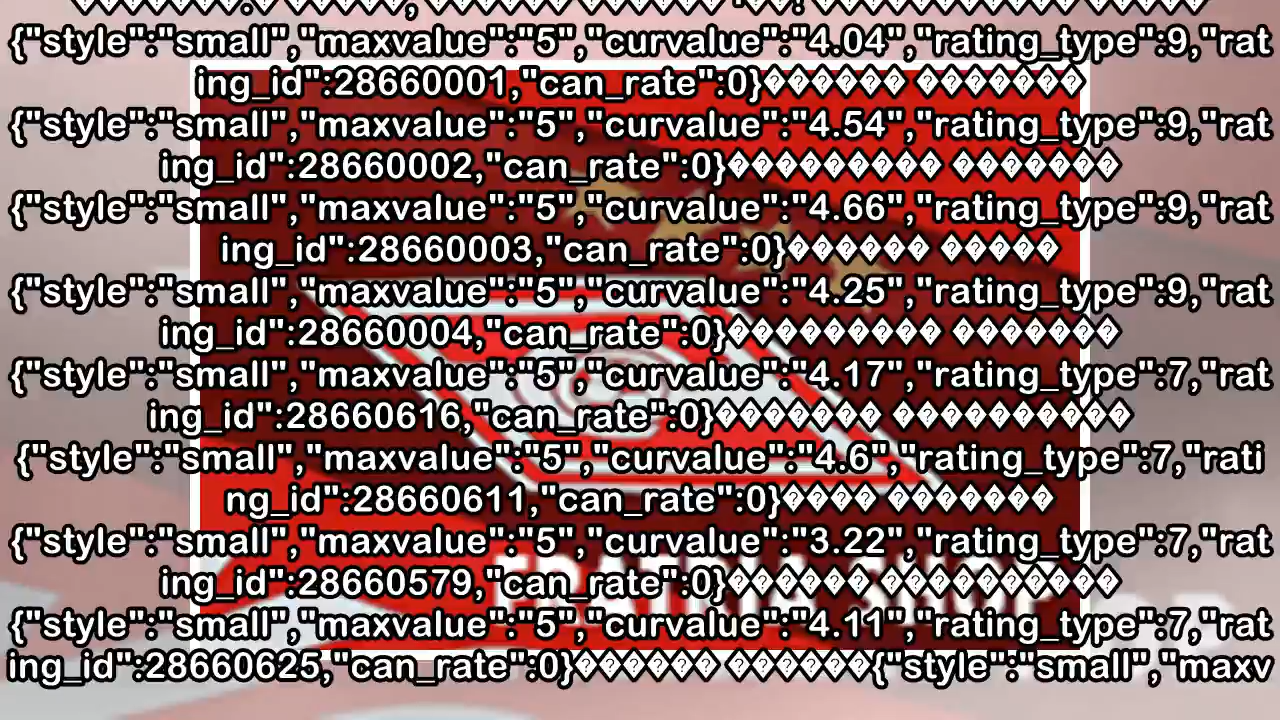 {"style":"small","maxvalue":"5","curvalue":"4.04","rating_type":9,"rat
ing_id":28660001,"can_rate":0}������ �������
{"style":"small","maxvalue":"5","curvalue":"4.54","rating_type":9,"rat
ing_id":28660002,"can_rate":0}��������� �������
{"style":"small","maxvalue":"5","curvalue":"4.66","rating_type":9,"rat
ing_id":28660003,"can_rate":0}������ �����
{"style":"small","maxvalue":"5","curvalue":"4.25","rating_type":9,"rat
ing_id":28660004,"can_rate":0}��������� �������
{"style":"small","maxvalue":"5","curvalue":"4.17","rating_type":7,"rat
ing_id":28660616,"can_rate":0}������� ����������
{"style":"small","maxvalue":"5","curvalue":"4.6","rating_type":7,"rati
ng_id":28660611,"can_rate":0}���� �������
{"style":"small","maxvalue":"5","curvalue":"3.22","rating_type":7,"rat
ing_id":28660579,"can_rate":0}������ ����������
{"style":"small","maxvalue":"5","curvalue":"4.11","rating_type":7,"rat
ing_id":28660625,"can_rate":0}������ ������{"style":"small","maxv
SHOP